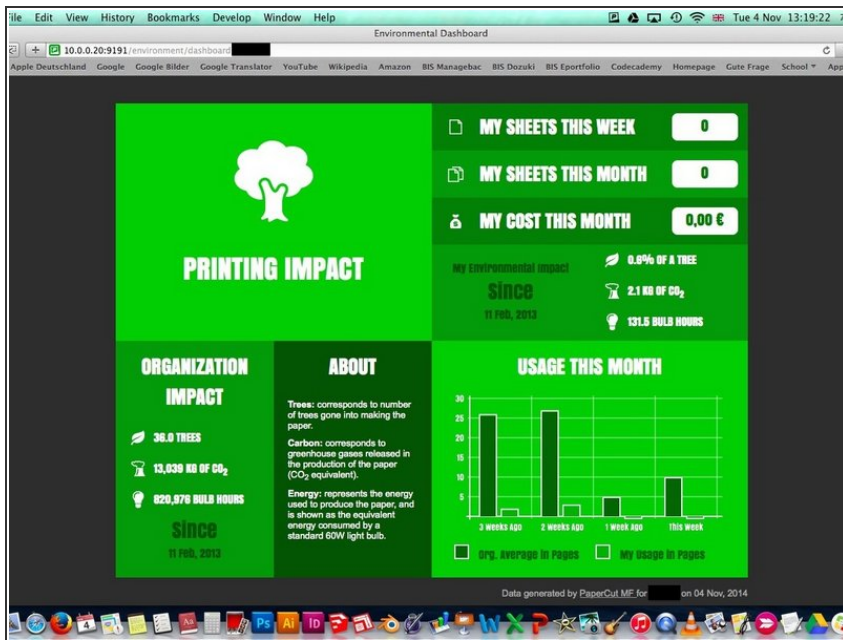 File Edit View History Bookmarks Develop Window Help
Tue 4 Nov 13:19:22
Environmental Dashboard
10.0.0.20:9191/environment/dashboard
Apple Deutschland Google Google Bilder Google Translator YouTube Wikipedia Amazon BIS Managebac BIS Dozuki BIS Eportfolio Codecademy Homepage Gute Frage School App
PRINTING IMPACT
MY SHEETS THIS WEEK 0
MY SHEETS THIS MONTH 0
MY COST THIS MONTH 0,00 €
My Environmental Impact
since
11 Feb, 2013
0.6% OF A TREE
2.1 KG OF CO₂
131.5 BULB HOURS
ORGANIZATION
IMPACT
36.0 TREES
13,039 KG OF CO₂
820,976 BULB HOURS
since
11 Feb, 2013
ABOUT
Trees: corresponds to number
of trees gone into making the
paper.
Carbon: corresponds to
greenhouse gases released in
the production of the paper
(CO₂ equivalent).
Energy: represents the energy
used to produce the paper, and
is shown as the equivalent
energy consumed by a
standard 60W light bulb.
USAGE THIS MONTH
30
25
20
15
10
5
3 Weeks Ago 2 Weeks Ago 1 Week Ago This Week
Org. Average in Pages My Usage in Pages
Data generated by PaperCut MF for on 04 Nov, 2014
Ps Ai ID